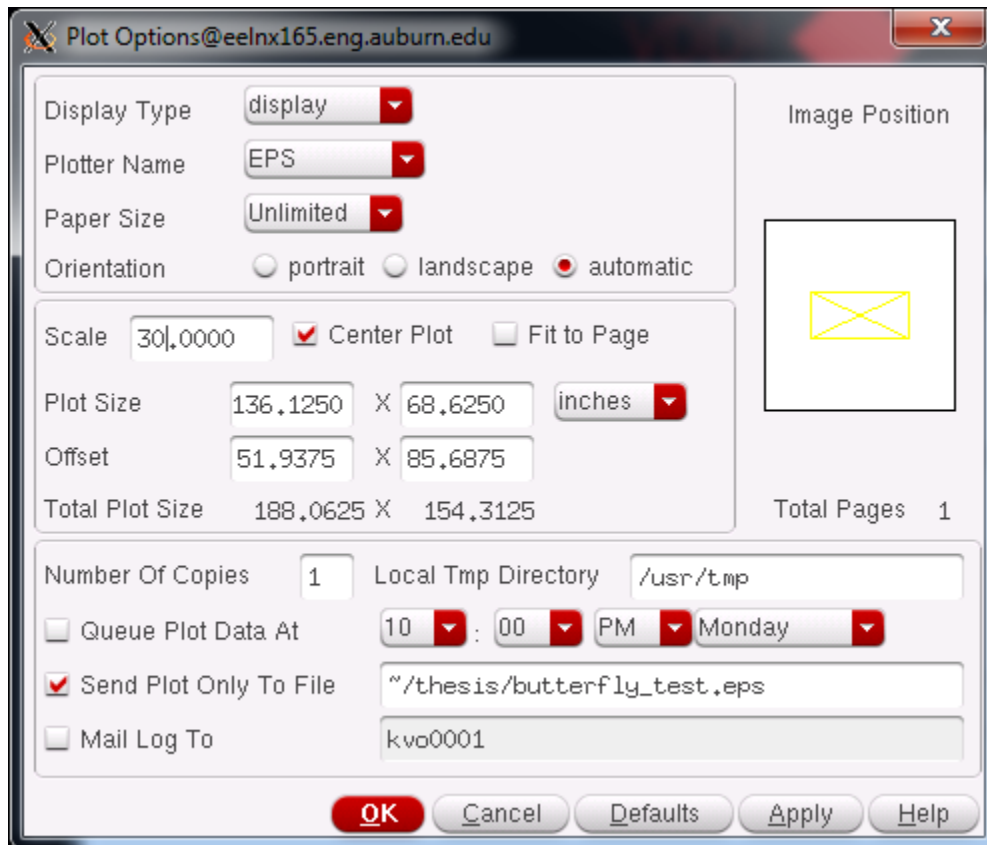 Plot Options@eelnx165.eng.auburn.edu
Display Type display
Image Position
Plotter Name EPS
Paper Size Unlimited
Orientation portrait landscape automatic
Scale 30.0000 Center Plot Fit to Page
Plot Size 136.1250 X 68.6250 inches
Offset 51.9375 X 85.6875
Total Plot Size 188.0625 X 154.3125
Total Pages 1
Number Of Copies 1 Local Tmp Directory /usr/tmp
Queue Plot Data At 10 : 00 PM Monday
Send Plot Only To File ~/thesis/butterfly_test.eps
Mail Log To kvo0001
OK Cancel Defaults Apply Help